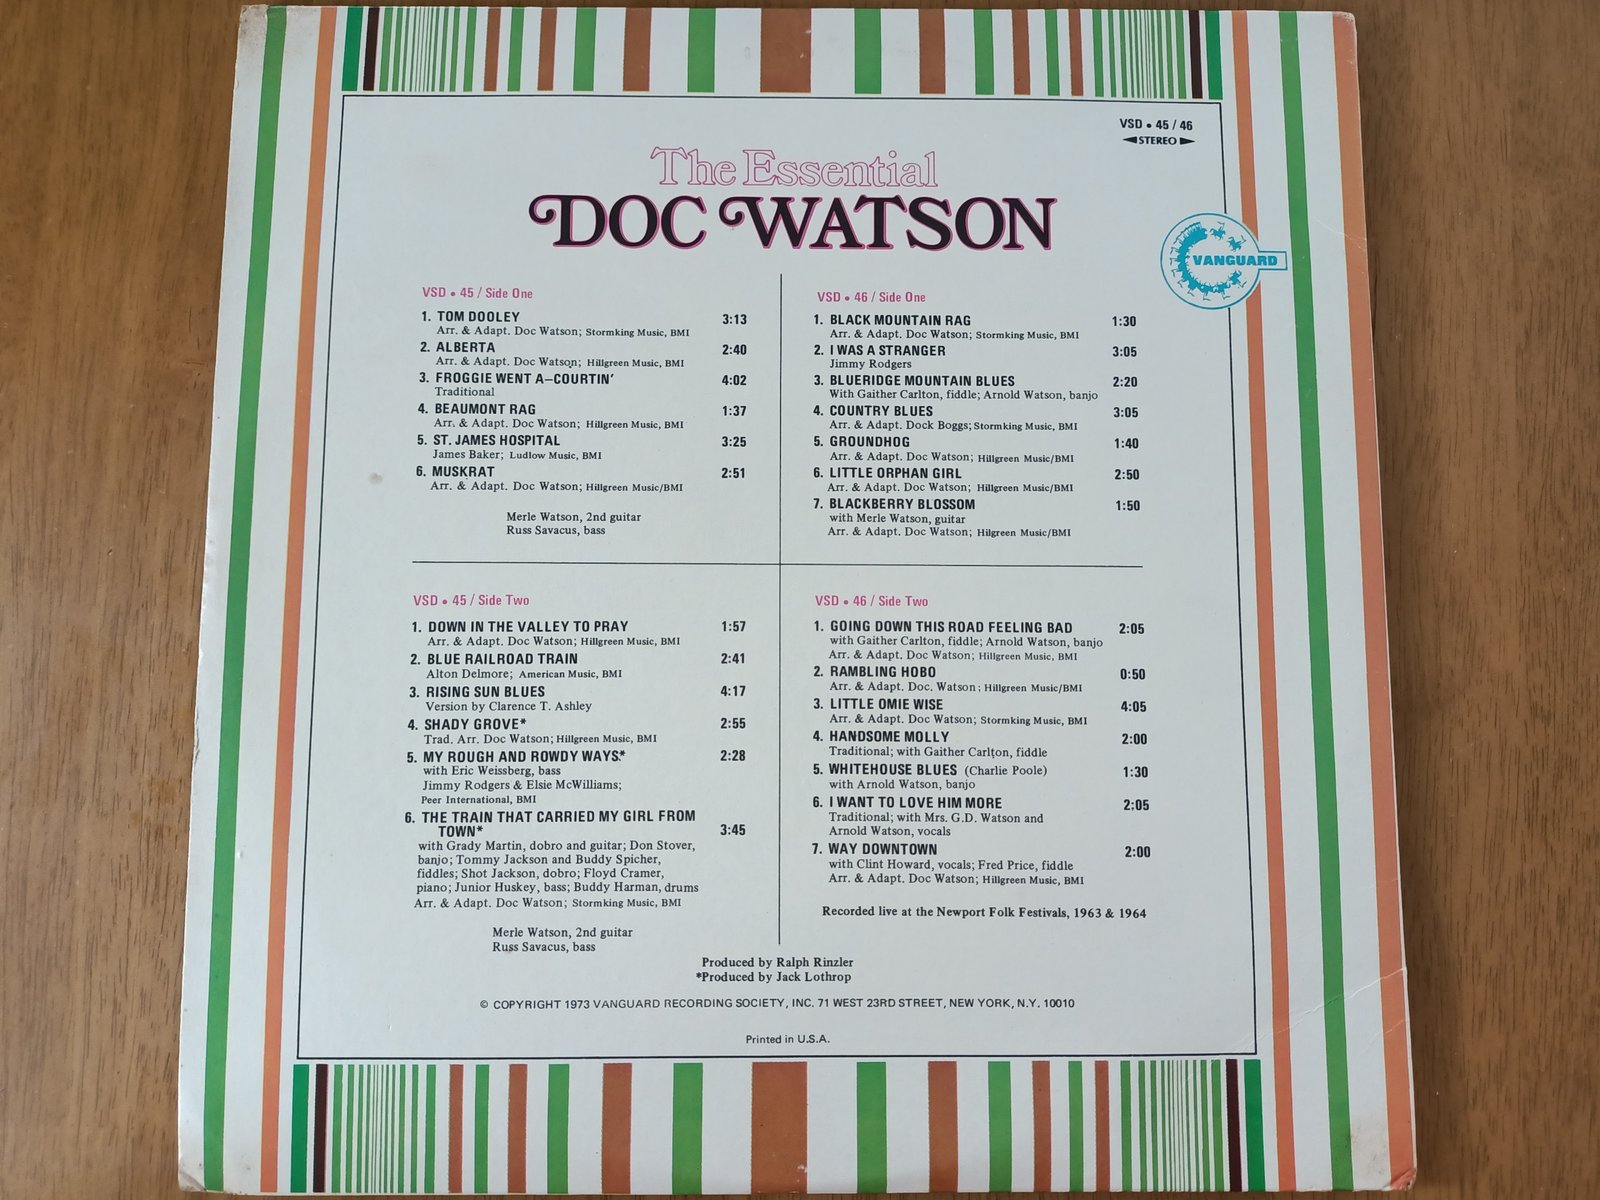 VSD • 45 / 46
STEREO
The Essential
DOC WATSON
VANGUARD
VSD • 45 / Side One
1. TOM DOOLEY 3:13
Arr. & Adapt. Doc Watson; Stormking Music, BMI
2. ALBERTA 2:40
Arr. & Adapt. Doc Watson; Hillgreen Music, BMI
3. FROGGIE WENT A-COURTIN' 4:02
Traditional
4. BEAUMONT RAG 1:37
Arr. & Adapt. Doc Watson; Hillgreen Music, BMI
5. ST. JAMES HOSPITAL 3:25
James Baker; Ludlow Music, BMI
6. MUSKRAT 2:51
Arr. & Adapt. Doc Watson; Hillgreen Music/BMI
Merle Watson, 2nd guitar
Russ Savacus, bass
VSD • 46 / Side One
1. BLACK MOUNTAIN RAG 1:30
Arr. & Adapt. Doc Watson; Stormking Music, BMI
2. I WAS A STRANGER 3:05
Jimmy Rodgers
3. BLUERIDGE MOUNTAIN BLUES 2:20
With Gaither Carlton, fiddle; Arnold Watson, banjo
4. COUNTRY BLUES 3:05
Arr. & Adapt. Dock Boggs; Stormking Music, BMI
5. GROUNDHOG 1:40
Arr. & Adapt. Doc Watson; Hillgreen Music/BMI
6. LITTLE ORPHAN GIRL 2:50
Arr. & Adapt. Doc Watson; Hillgreen Music/BMI
7. BLACKBERRY BLOSSOM 1:50
with Merle Watson, guitar
Arr. & Adapt. Doc Watson; Hilgreen Music/BMI
VSD • 45 / Side Two
1. DOWN IN THE VALLEY TO PRAY 1:57
Arr. & Adapt. Doc Watson; Hillgreen Music, BMI
2. BLUE RAILROAD TRAIN 2:41
Alton Delmore; American Music, BMI
3. RISING SUN BLUES 4:17
Version by Clarence T. Ashley
4. SHADY GROVE* 2:55
Trad. Arr. Doc Watson; Hillgreen Music, BMI
5. MY ROUGH AND ROWDY WAYS.* 2:28
with Eric Weissberg, bass
Jimmy Rodgers & Elsie McWilliams;
Peer International, BMI
6. THE TRAIN THAT CARRIED MY GIRL FROM
TOWN* 3:45
with Grady Martin, dobro and guitar; Don Stover,
banjo; Tommy Jackson and Buddy Spicher,
fiddles; Shot Jackson, dobro; Floyd Cramer,
piano; Junior Huskey, bass; Buddy Harman, drums
Arr. & Adapt. Doc Watson; Stormking Music, BMI
Merle Watson, 2nd guitar
Russ Savacus, bass
VSD • 46 / Side Two
1. GOING DOWN THIS ROAD FEELING BAD 2:05
with Gaither Carlton, fiddle; Arnold Watson, banjo
Arr. & Adapt. Doc Watson; Hillgreen Music, BMI
2. RAMBLING HOBO 0:50
Arr. & Adapt. Doc. Watson; Hillgreen Music/BMI
3. LITTLE OMIE WISE 4:05
Arr. & Adapt. Doc Watson; Stormking Music, BMI
4. HANDSOME MOLLY 2:00
Traditional; with Gaither Carlton, fiddle
5. WHITEHOUSE BLUES (Charlie Poole) 1:30
with Arnold Watson, banjo
6. I WANT TO LOVE HIM MORE 2:05
Traditional; with Mrs. G.D. Watson and
Arnold Watson, vocals
7. WAY DOWNTOWN 2:00
with Clint Howard, vocals; Fred Price, fiddle
Arr. & Adapt. Doc Watson; Hillgreen Music, BMI
Recorded live at the Newport Folk Festivals, 1963 & 1964
Produced by Ralph Rinzler
*Produced by Jack Lothrop
© COPYRIGHT 1973 VANGUARD RECORDING SOCIETY, INC. 71 WEST 23RD STREET, NEW YORK, N.Y. 10010
Printed in U.S.A.